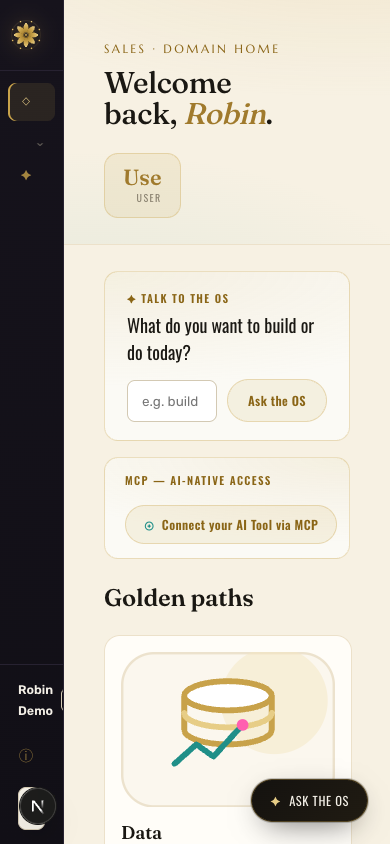 SALES · DOMAIN HOME
Welcome
back, Robin.
Use
USER
✦ TALK TO THE OS
What do you want to build or
do today?
e.g. build
Ask the OS
MCP — AI-NATIVE ACCESS
Connect your AI Tool via MCP
Golden paths
Data
✦ ASK THE OS
Robin
Demo
N